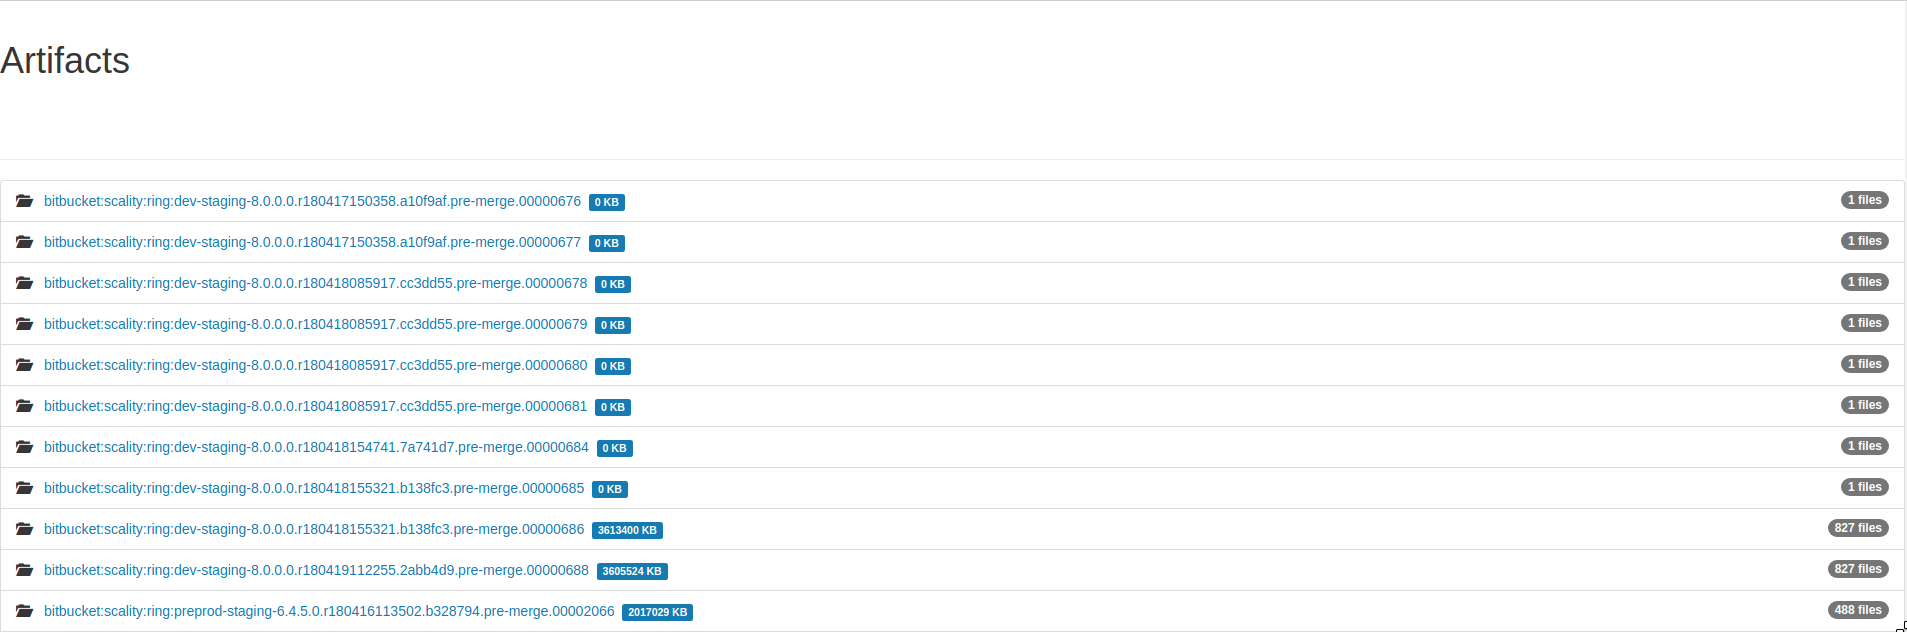 Artifacts
bitbucket:scality:ring:dev-staging-8.0.0.0.r180417150358.a10f9af.pre-merge.00000676 0 KB 1 files
bitbucket:scality:ring:dev-staging-8.0.0.0.r180417150358.a10f9af.pre-merge.00000677 0 KB 1 files
bitbucket:scality:ring:dev-staging-8.0.0.0.r180418085917.cc3dd55.pre-merge.00000678 0 KB 1 files
bitbucket:scality:ring:dev-staging-8.0.0.0.r180418085917.cc3dd55.pre-merge.00000679 0 KB 1 files
bitbucket:scality:ring:dev-staging-8.0.0.0.r180418085917.cc3dd55.pre-merge.00000680 0 KB 1 files
bitbucket:scality:ring:dev-staging-8.0.0.0.r180418085917.cc3dd55.pre-merge.00000681 0 KB 1 files
bitbucket:scality:ring:dev-staging-8.0.0.0.r180418154741.7a741d7.pre-merge.00000684 0 KB 1 files
bitbucket:scality:ring:dev-staging-8.0.0.0.r180418155321.b138fc3.pre-merge.00000685 0 KB 1 files
bitbucket:scality:ring:dev-staging-8.0.0.0.r180418155321.b138fc3.pre-merge.00000686 3613400 KB 827 files
bitbucket:scality:ring:dev-staging-8.0.0.0.r180419112255.2abb4d9.pre-merge.00000688 3605524 KB 827 files
bitbucket:scality:ring:preprod-staging-6.4.5.0.r180416113502.b328794.pre-merge.00002066 2017029 KB 488 files